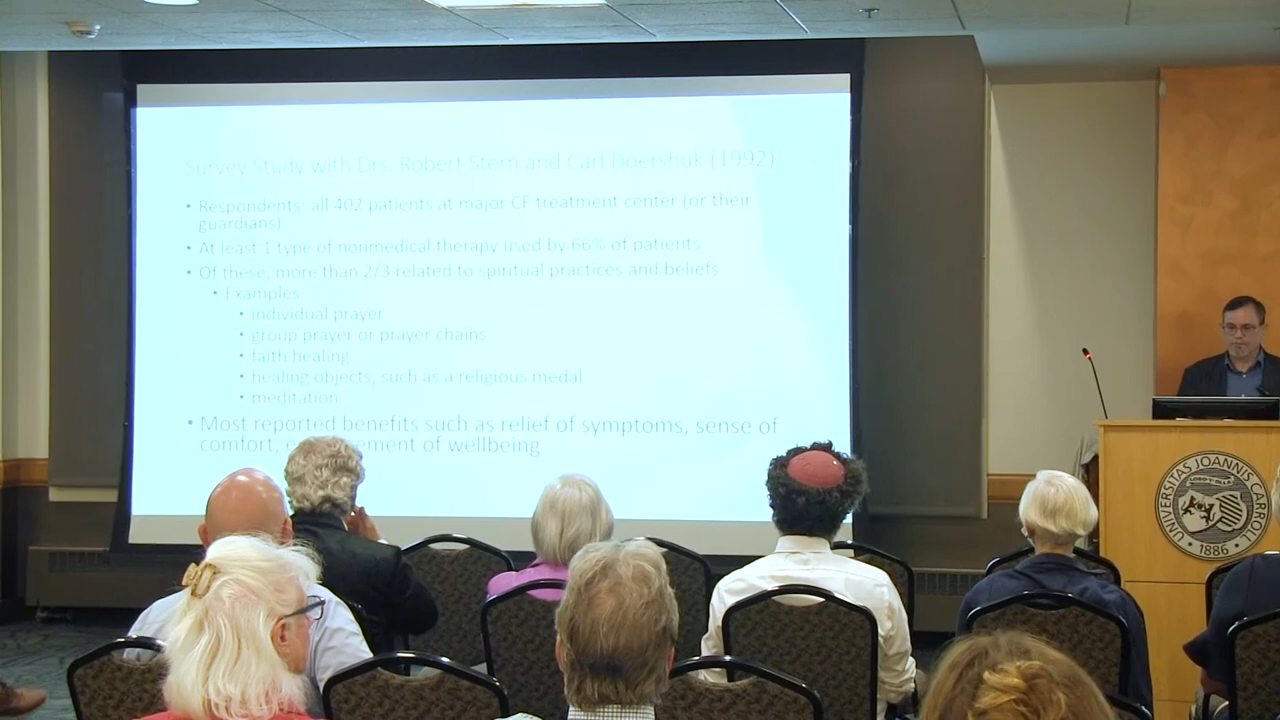 Survey Study with Drs. Robert Stern and Carl Doershuk (1992)
• Respondents: all 402 patients at major CF treatment center (or their
guardians)
• At least 1 type of nonmedical therapy used by 66% of patients
• Of these, more than 2/3 related to spiritual practices and beliefs
• Examples
• individual prayer
• group prayer or prayer chains
• faith healing
• healing objects, such as a religious medal
• meditation
• Most reported benefits such as relief of symptoms, sense of
comfort, of wellbeing
UNIVERSITAS JOANNIS CARROLL
• 1886 •